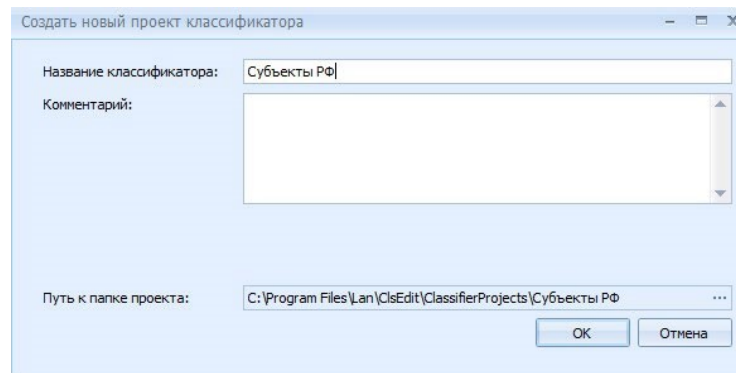 Создать новый проект классификатора
Название классификатора: Субъекты РФ
Комментарий:
Путь к папке проекта: C:\Program Files\Lan\ClsEdit\ClassifierProjects\Субъекты РФ ...
OK Отмена